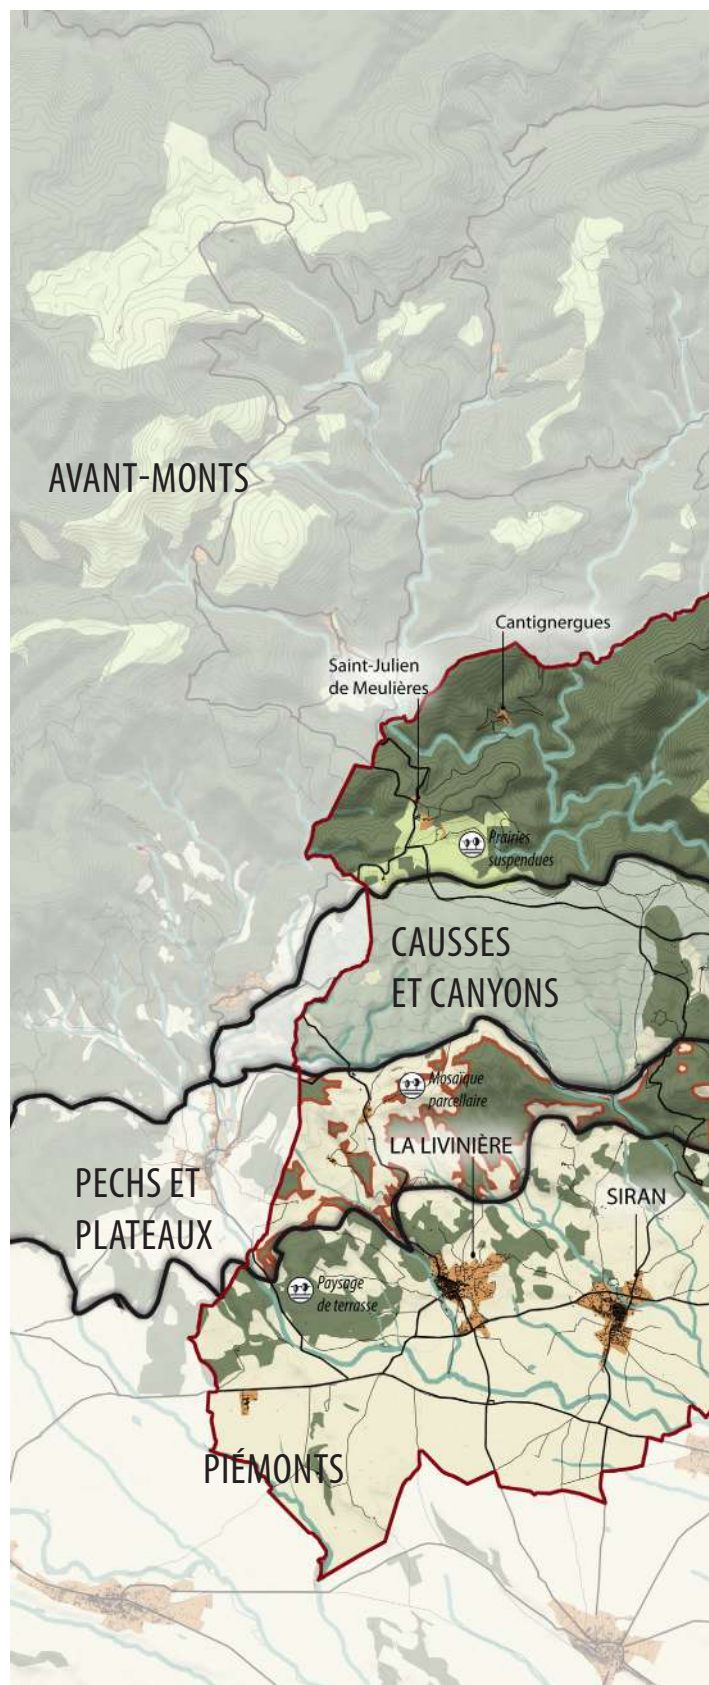 AVANT-MONTS
Cantignergues
Saint-Julien
de Meulières
Prairies
suspendues
CAUSSES
ET CANYONS
Mosaïque
parcellaire
LA LIVINIÈRE
PECHS ET
PLATEAUX
SIRAN
Paysage
de terrasse
PIÉMONTS